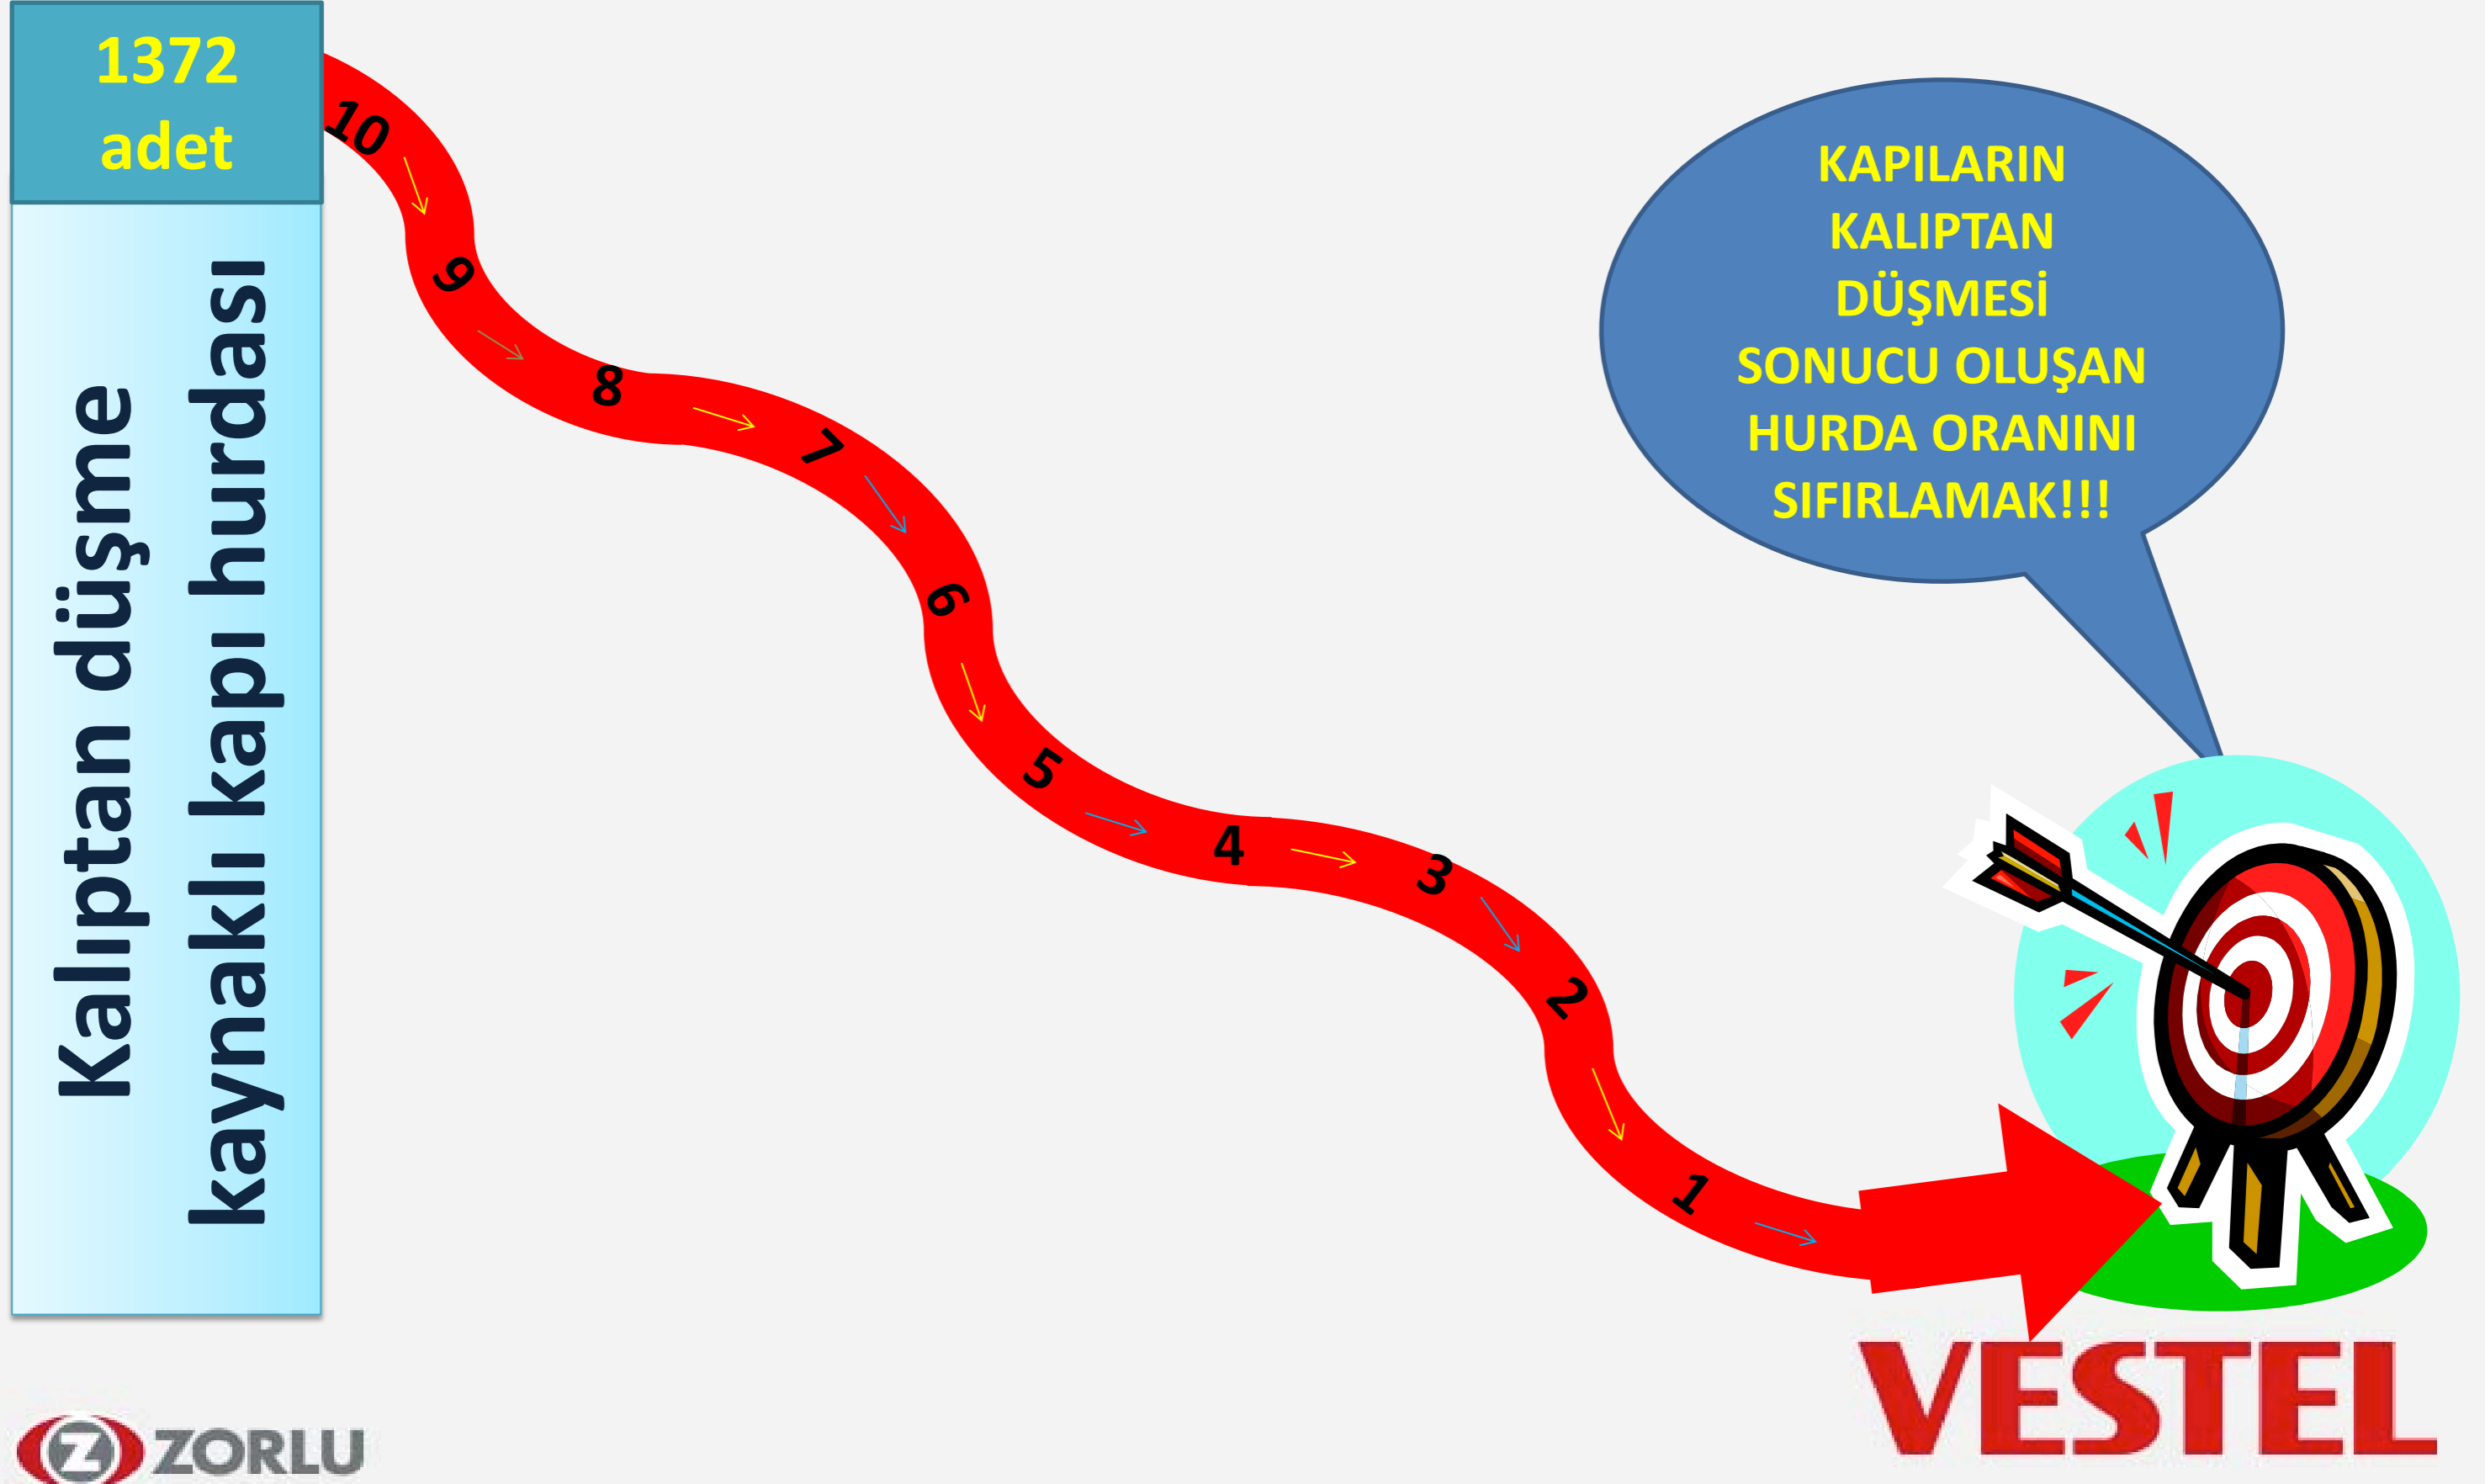 1372
adet
Kalıptan düşme
kaynaklı kapı hurdası
10
9
8
7
6
5
4
3
2
1
KAPILARIN
KALIPTAN
DÜŞMESİ
SONUCU OLUŞAN
HURDA ORANINI
SIFIRLAMAK!!!
Z ZORLU
VESTEL